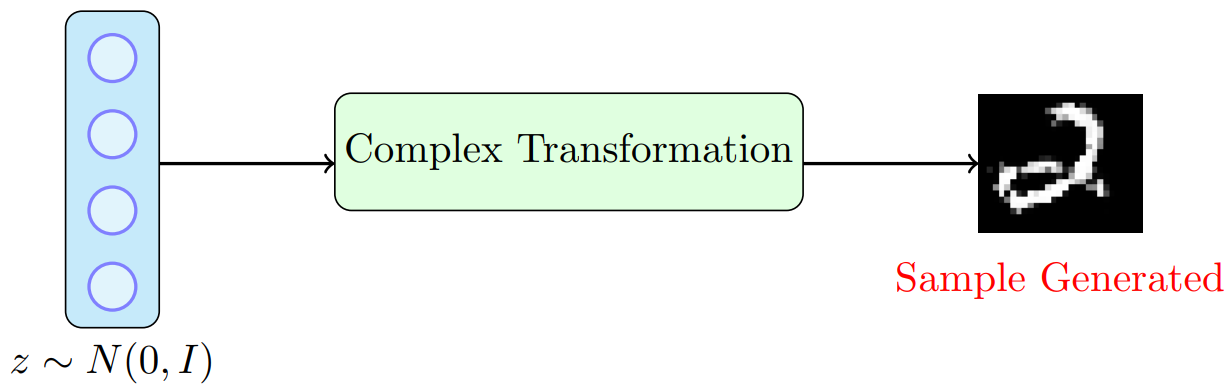 Complex Transformation
Sample Generated
z ∼ N(0, I)